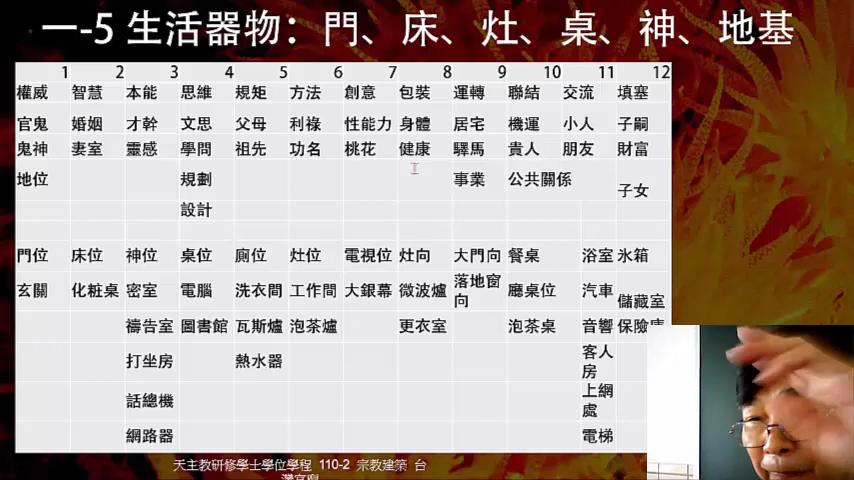 一-5 生活器物：門、床、灶、桌、神、地基
1 2 3 4 5 6 7 8 9 10 11 12
權威 智慧 本能 思維 規矩 方法 創意 包裝 運轉 聯結 交流 填塞
官鬼 婚姻 才幹 文思 父母 利祿 性能力 身體 居宅 機運 小人 子嗣
鬼神 妻室 靈感 學問 祖先 功名 桃花 健康 驛馬 貴人 朋友 財富
地位 規劃 事業 公共關係 子女
設計
門位 床位 神位 桌位 廁位 灶位 電視位 灶向 大門向 餐桌 浴室 氷箱
玄關 化粧桌 密室 電腦 洗衣間 工作間 大銀幕 微波爐 落地窗向 廳桌位 汽車 儲藏室
禱告室 圖書館 瓦斯爐 泡茶爐 更衣室 泡茶桌 音響 保險
打坐房 熱水器 客人房
話總機 上網處
網路器 電梯
天主教研修學士學位學程 110-2 宗教建築 台